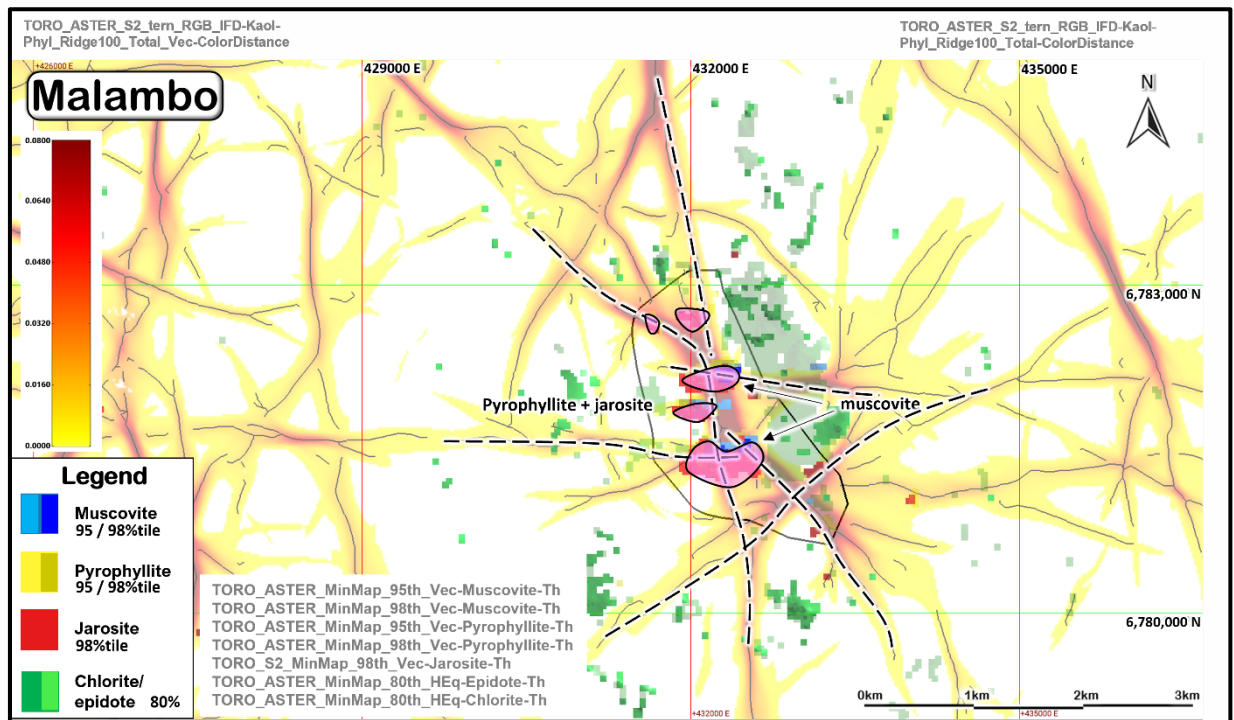 TORO_ASTER_S2_tern_RGB_IFD-Kaol-
Phyl_Ridge100_Total_Vec-ColorDistance
TORO_ASTER_S2_tern_RGB_IFD-Kaol-
Phyl_Ridge100_Total-ColorDistance
+426000 E
429000 E
432000 E
435000 E
Malambo
N
0.0800
0.0640
0.0480
0.0320
0.0160
0.0000
6,783,000 N
Pyrophyllite + jarosite
muscovite
6,780,000 N
Legend
Muscovite
95 / 98%tile
Pyrophyllite
95 / 98%tile
Jarosite
98%tile
Chlorite/
epidote 80%
TORO_ASTER_MinMap_95th_Vec-Muscovite-Th
TORO_ASTER_MinMap_98th_Vec-Muscovite-Th
TORO_ASTER_MinMap_95th_Vec-Pyrophyllite-Th
TORO_ASTER_MinMap_98th_Vec-Pyrophyllite-Th
TORO_S2_MinMap_98th_Vec-Jarosite-Th
TORO_ASTER_MinMap_80th_HEq-Epidote-Th
TORO_ASTER_MinMap_80th_HEq-Chlorite-Th
0km 1km 2km 3km
+432000 E
+435000 E